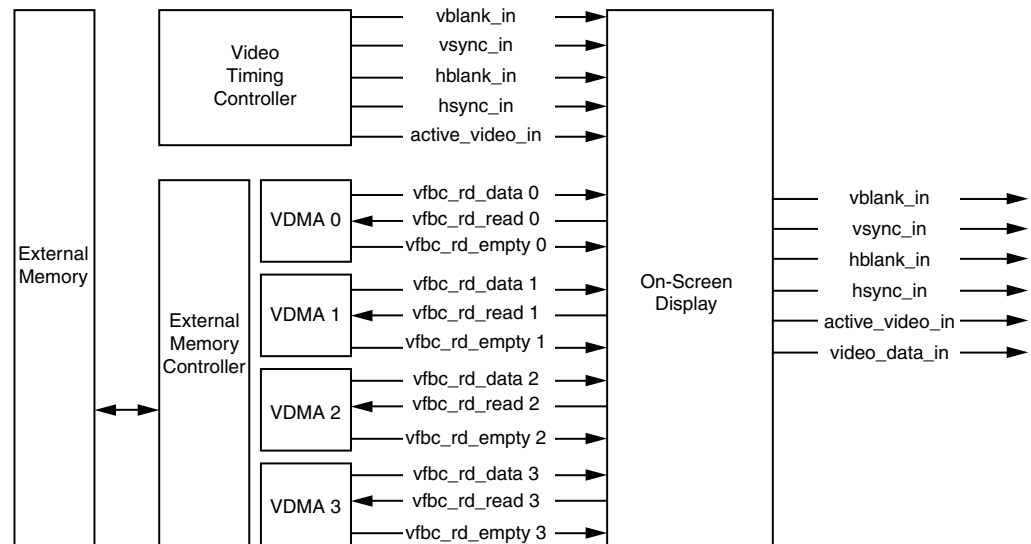 External
Memory
Video
Timing
Controller
vblank_in
vsync_in
hblank_in
hsync_in
active_video_in
External
Memory
Controller
VDMA 0
vfbc_rd_data 0
vfbc_rd_read 0
vfbc_rd_empty 0
VDMA 1
vfbc_rd_data 1
vfbc_rd_read 1
vfbc_rd_empty 1
VDMA 2
vfbc_rd_data 2
vfbc_rd_read 2
vfbc_rd_empty 2
VDMA 3
vfbc_rd_data 3
vfbc_rd_read 3
vfbc_rd_empty 3
On-Screen
Display
vblank_in
vsync_in
hblank_in
hsync_in
active_video_in
video_data_in